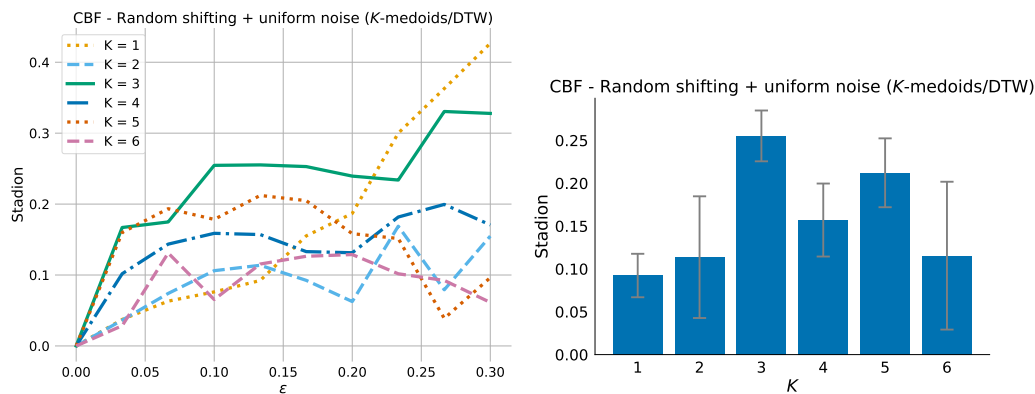 CBF - Random shifting + uniform noise (K-medoids/DTW)
K = 1
K = 2
K = 3
K = 4
K = 5
K = 6
0.4
0.3
0.2
0.1
0.0
Stadion
0.00 0.05 0.10 0.15 0.20 0.25 0.30
ε
CBF - Random shifting + uniform noise (K-medoids/DTW)
0.25
0.20
0.15
0.10
0.05
0.00
Stadion
1 2 3 4 5 6
K